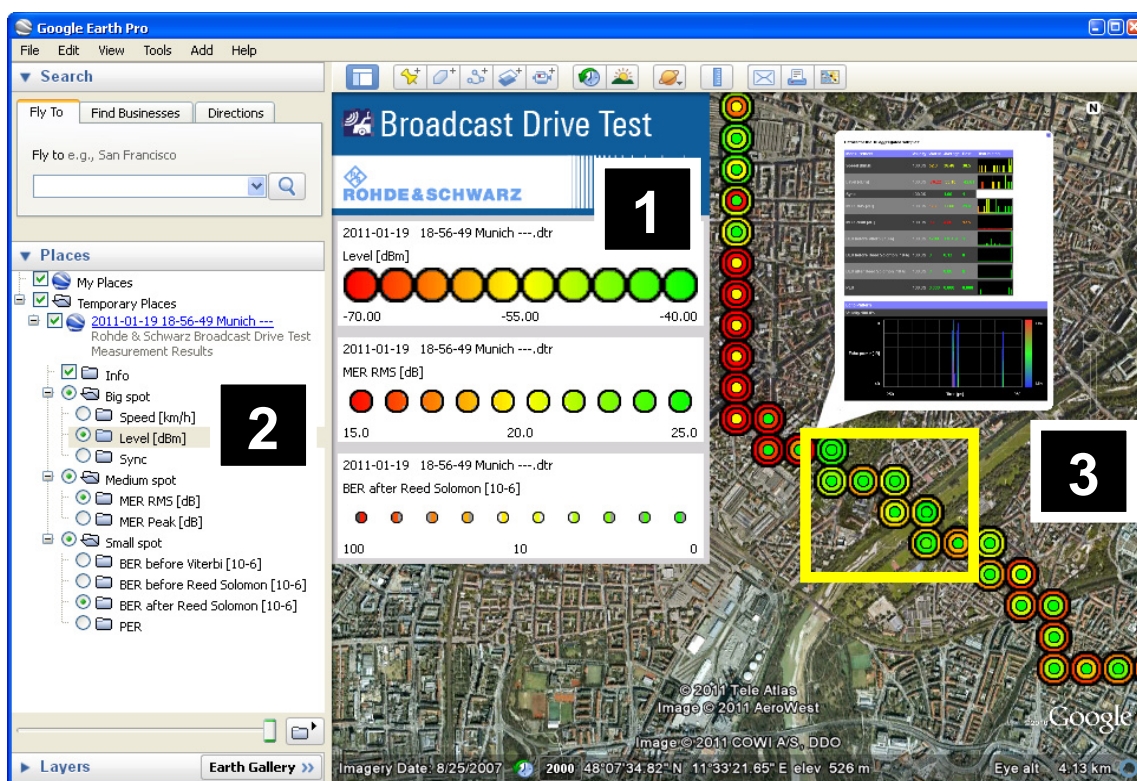 Google Earth Pro
File Edit View Tools Add Help
Search
Fly To Find Businesses Directions
Fly to e.g., San Francisco
Places
My Places
Temporary Places
2011-01-19 18-56-49 Munich ---
Rohde & Schwarz Broadcast Drive Test
Measurement Results
Info
Big spot
Speed [km/h]
Level [dBm]
Sync
Medium spot
MER RMS [dB]
MER Peak [dB]
Small spot
BER before Viterbi [10-6]
BER before Reed Solomon [10-6]
BER after Reed Solomon [10-6]
PER
Layers
Earth Gallery >>
2
Broadcast Drive Test
ROHDE & SCHWARZ
1
2011-01-19 18-56-49 Munich ---.dtr
Level [dBm]
-70.00 -55.00 -40.00
2011-01-19 18-56-49 Munich ---.dtr
MER RMS [dB]
15.0 20.0 25.0
2011-01-19 18-56-49 Munich ---.dtr
BER after Reed Solomon [10-6]
100 10 0
N
3
© 2011 Tele Atlas
Image © 2011 AeroWest
Image © 2011 COWI A/S, DDO
Google
Imagery Date: 8/25/2007 2000 48°07'34.82" N 11°33'21.65" E elev 526 m Eye alt 4.13 km